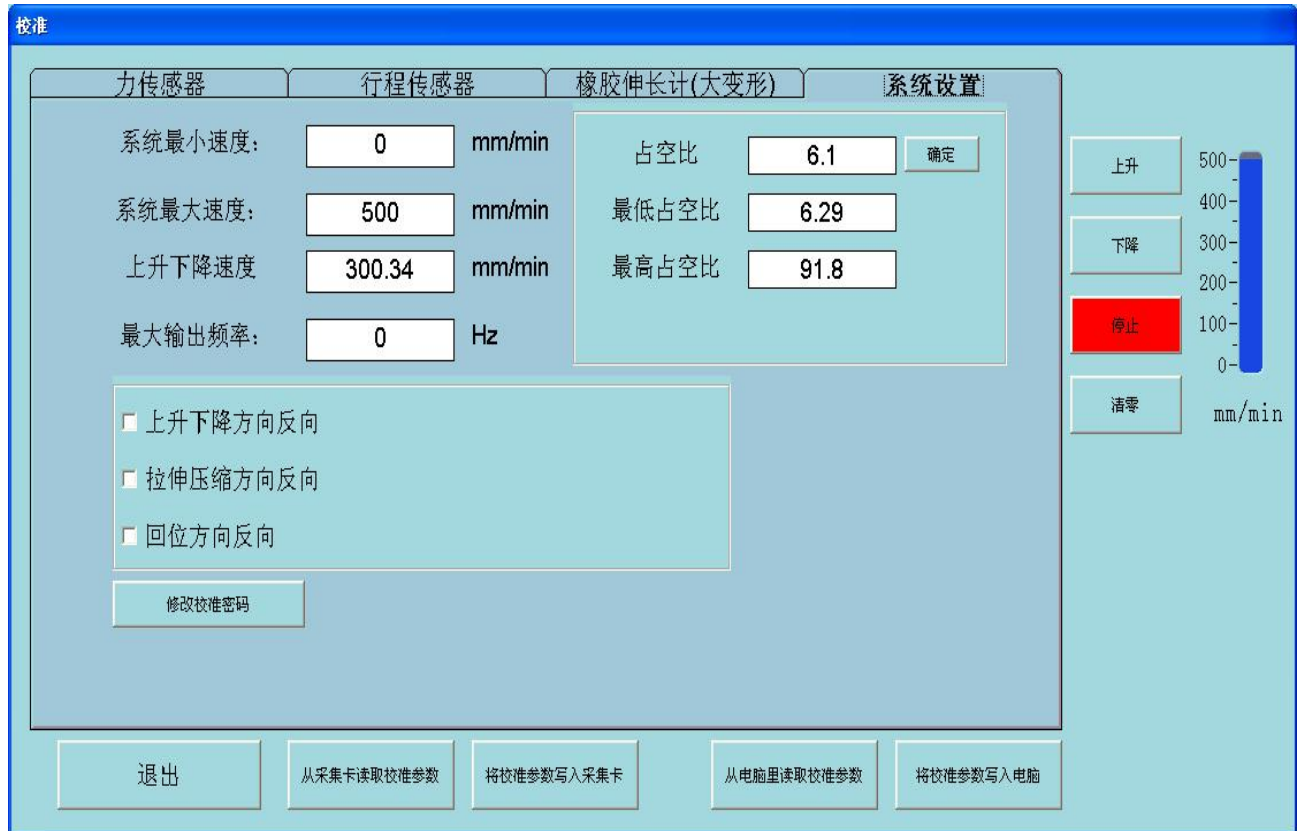 校准
力传感器 行程传感器 橡胶伸长计(大变形) 系统设置
系统最小速度: 0 mm/min
系统最大速度: 500 mm/min
上升下降速度 300.34 mm/min
最大输出频率: 0 Hz
占空比 6.1 确定
最低占空比 6.29
最高占空比 91.8
上升下降方向反向
拉伸压缩方向反向
回位方向反向
修改校准密码
上升
下降
停止
清零
500
400
300
200
100
0
mm/min
退出 从采集卡读取校准参数 将校准参数写入采集卡 从电脑里读取校准参数 将校准参数写入电脑